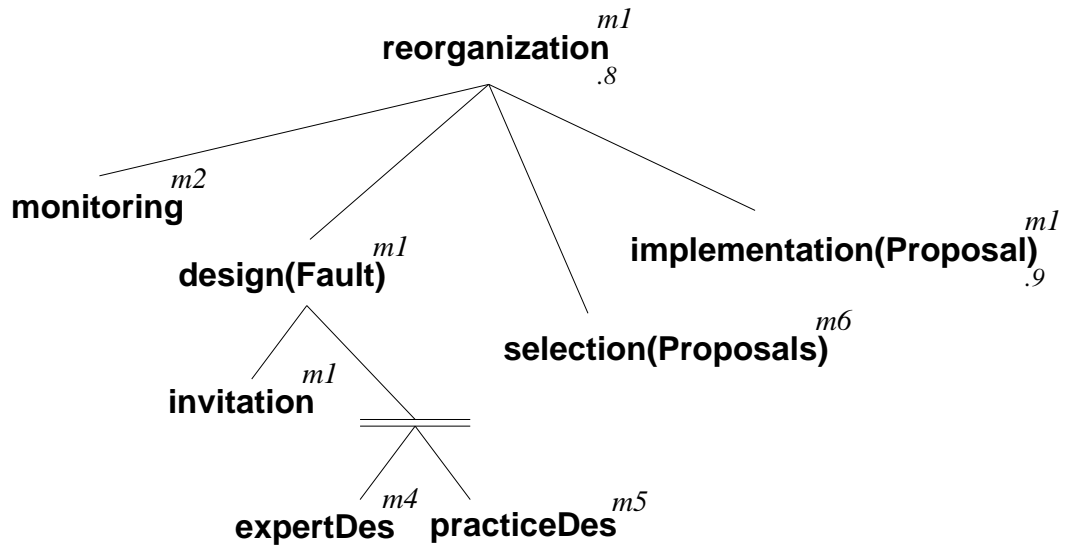 reorganization m1 .8
monitoring m2
design(Fault) m1
implementation(Proposal) m1 .9
selection(Proposals) m6
invitation m1
expertDes m4
practiceDes m5